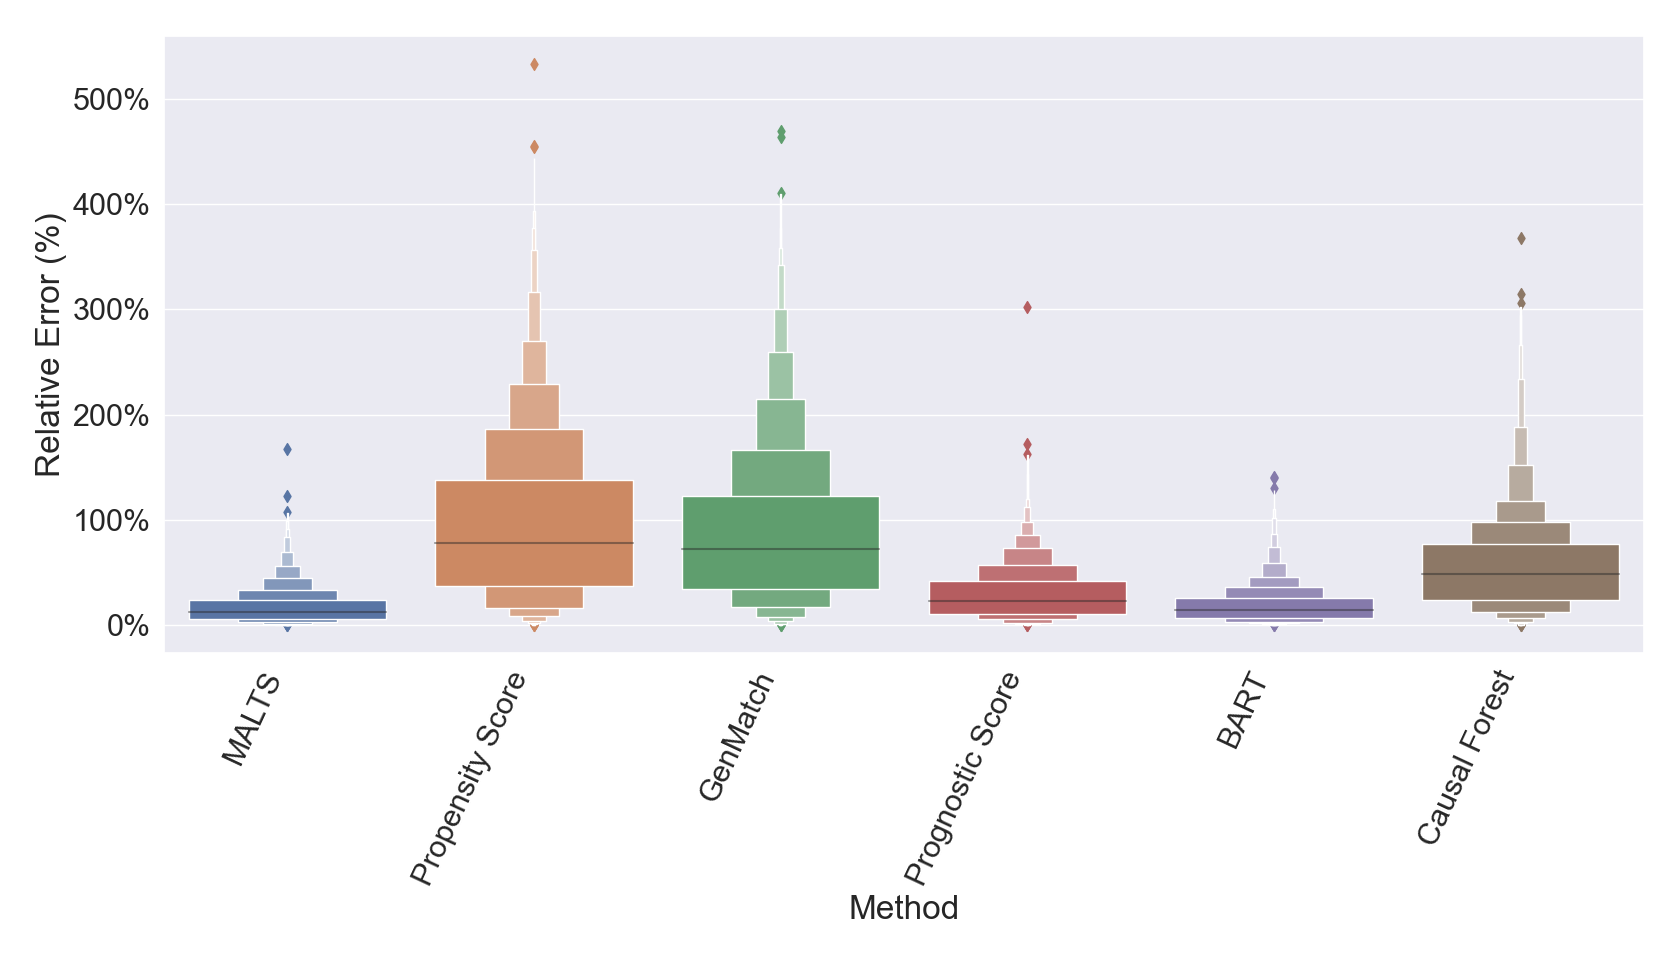 Relative Error (%)
500%
400%
300%
200%
100%
0%
MALTS
Propensity Score
GenMatch
Prognostic Score
BART
Causal Forest
Method